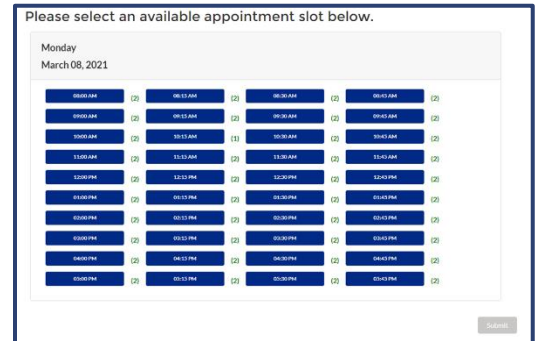 Please select an available appointment slot below.
Monday
March 08, 2021
08:00 AM (2) 08:15 AM (2) 08:30 AM (2) 08:45 AM (2)
09:00 AM (2) 09:15 AM (2) 09:30 AM (2) 09:45 AM (2)
10:00 AM (2) 10:15 AM (1) 10:30 AM (2) 10:45 AM (2)
11:00 AM (2) 11:15 AM (2) 11:30 AM (2) 11:45 AM (2)
12:00 PM (2) 12:15 PM (2) 12:30 PM (2) 12:45 PM (2)
01:00 PM (2) 01:15 PM (2) 01:30 PM (2) 01:45 PM (2)
02:00 PM (2) 02:15 PM (2) 02:30 PM (2) 02:45 PM (2)
03:00 PM (2) 03:15 PM (2) 03:30 PM (2) 03:45 PM (2)
04:00 PM (2) 04:15 PM (2) 04:30 PM (2) 04:45 PM (2)
05:00 PM (2) 05:15 PM (2) 05:30 PM (2) 05:45 PM (2)
Submit